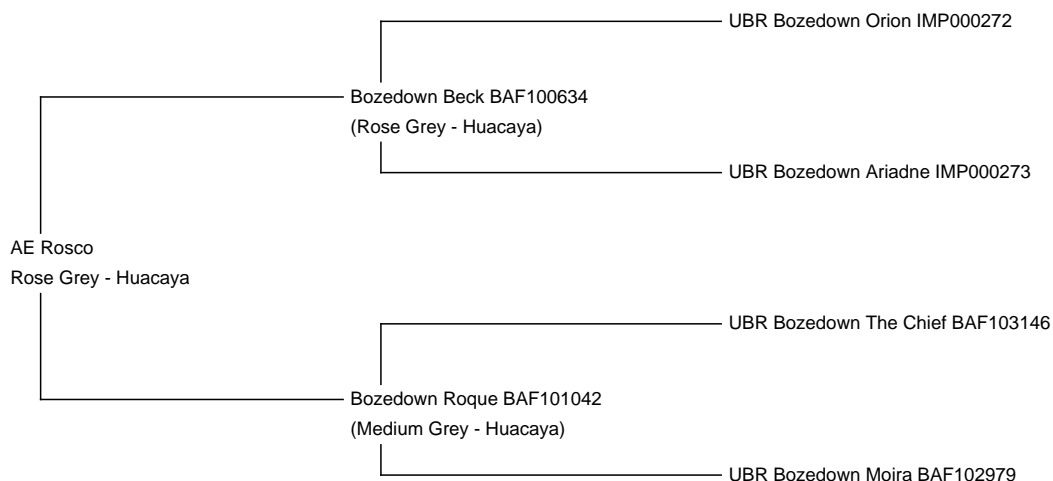 UBR Bozedown Orion IMP000272
Bozedown Beck BAF100634
(Rose Grey - Huacaya)
UBR Bozedown Ariadne IMP000273
AE Rosco
Rose Grey - Huacaya
UBR Bozedown The Chief BAF103146
Bozedown Roque BAF101042
(Medium Grey - Huacaya)
UBR Bozedown Moira BAF102979